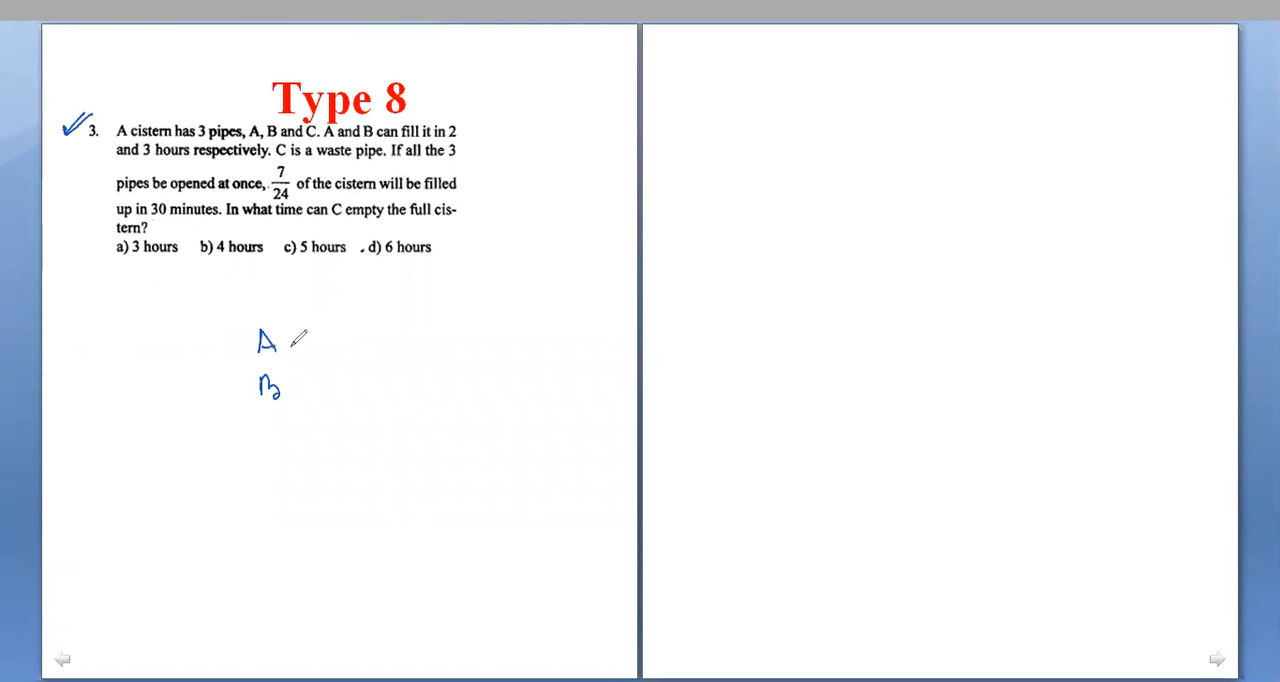 Type 8
3. A cistern has 3 pipes, A, B and C. A and B can fill it in 2
and 3 hours respectively. C is a waste pipe. If all the 3
pipes be opened at once, 7/24 of the cistern will be filled
up in 30 minutes. In what time can C empty the full cis-
tern?
a) 3 hours b) 4 hours c) 5 hours d) 6 hours
A
B